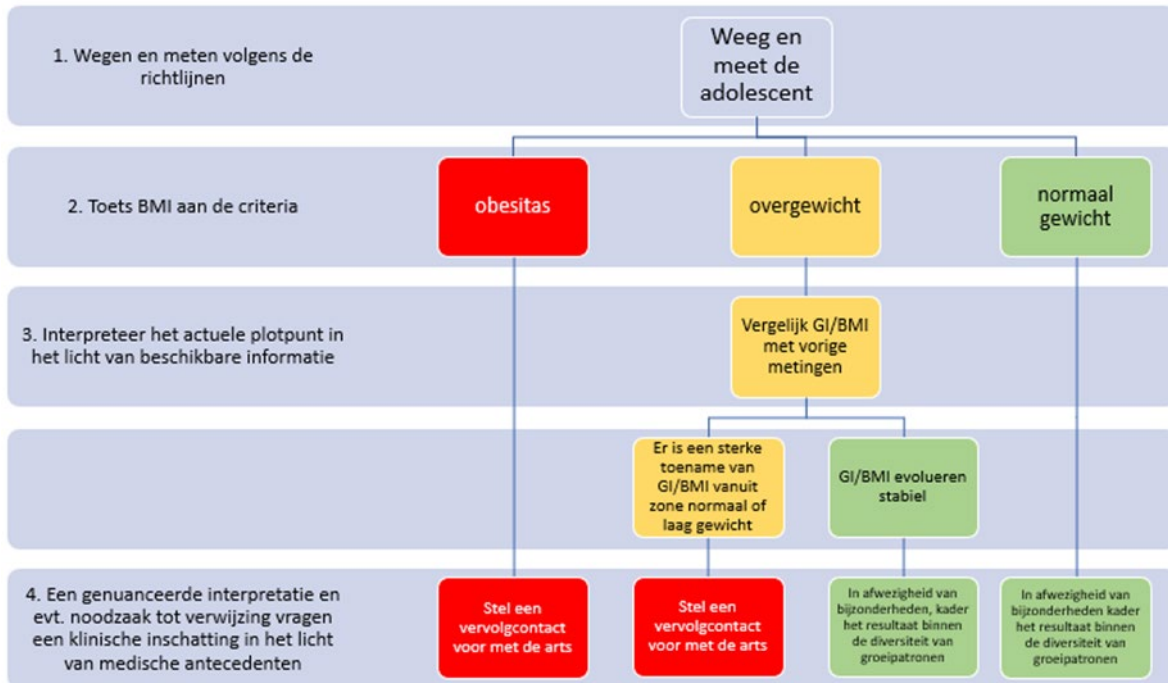 1. Wegen en meten volgens de
richtlijnen
Weeg en
meet de
adolescent
2. Toets BMI aan de criteria
obesitas
overgewicht
normaal
gewicht
3. Interpreteer het actuele plotpunt in
het licht van beschikbare informatie
Vergelijk GI/BMI
met vorige
metingen
Er is een sterke
toename van
GI/BMI vanuit
zone normaal of
laag gewicht
GI/BMI evolueren
stabiel
4. Een genuanceerde interpretatie en
evt. noodzaak tot verwijzing vragen
een klinische inschatting in het licht
van medische antecedenten
Stel een
vervolgcontact
voor met de arts
Stel een
vervolgcontact
voor met de arts
In afwezigheid van
bijzonderheden, kader
het resultaat binnen
de diversiteit van
groeipatronen
In afwezigheid van
bijzonderheden kader
het resultaat binnen
de diversiteit van
groeipatronen